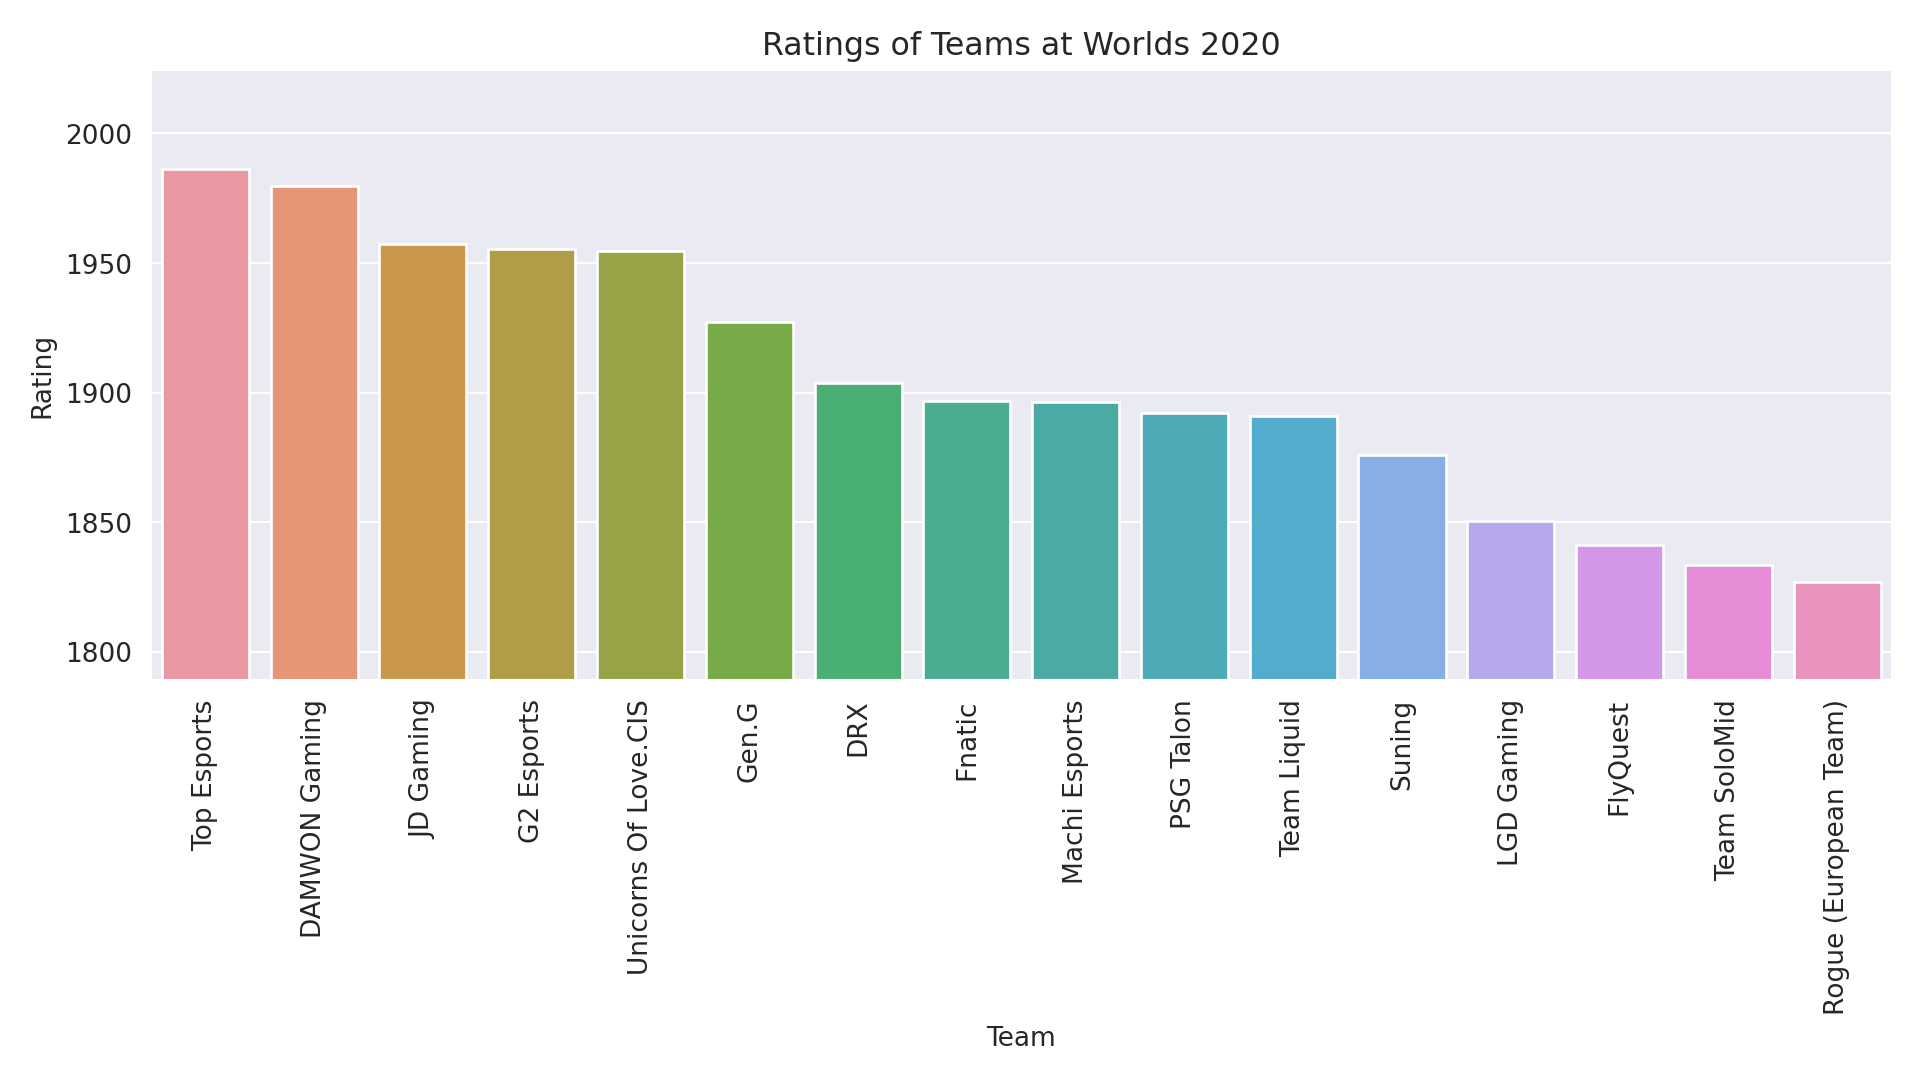 Ratings of Teams at Worlds 2020
2000
1950
1900
1850
1800
Rating
Top Esports
DAMWON Gaming
JD Gaming
G2 Esports
Unicorns Of Love.CIS
Gen.G
DRX
Fnatic
Machi Esports
PSG Talon
Team Liquid
Suning
LGD Gaming
FlyQuest
Team SoloMid
Rogue (European Team)
Team